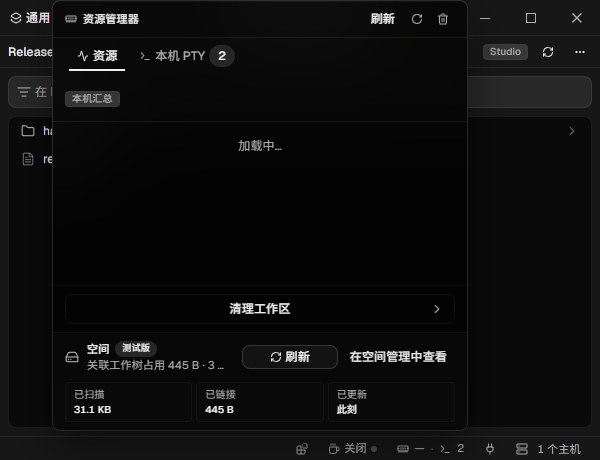 通用
资源管理器
刷新
Release
资源
本机 PTY 2
Studio
在
本机汇总
ha
re
加载中…
清理工作区
空间 测试版
关联工作树占用 445 B · 3 …
刷新
在空间管理中查看
已扫描
31.1 KB
已链接
445 B
已更新
此刻
关闭
— · 2
1 个主机